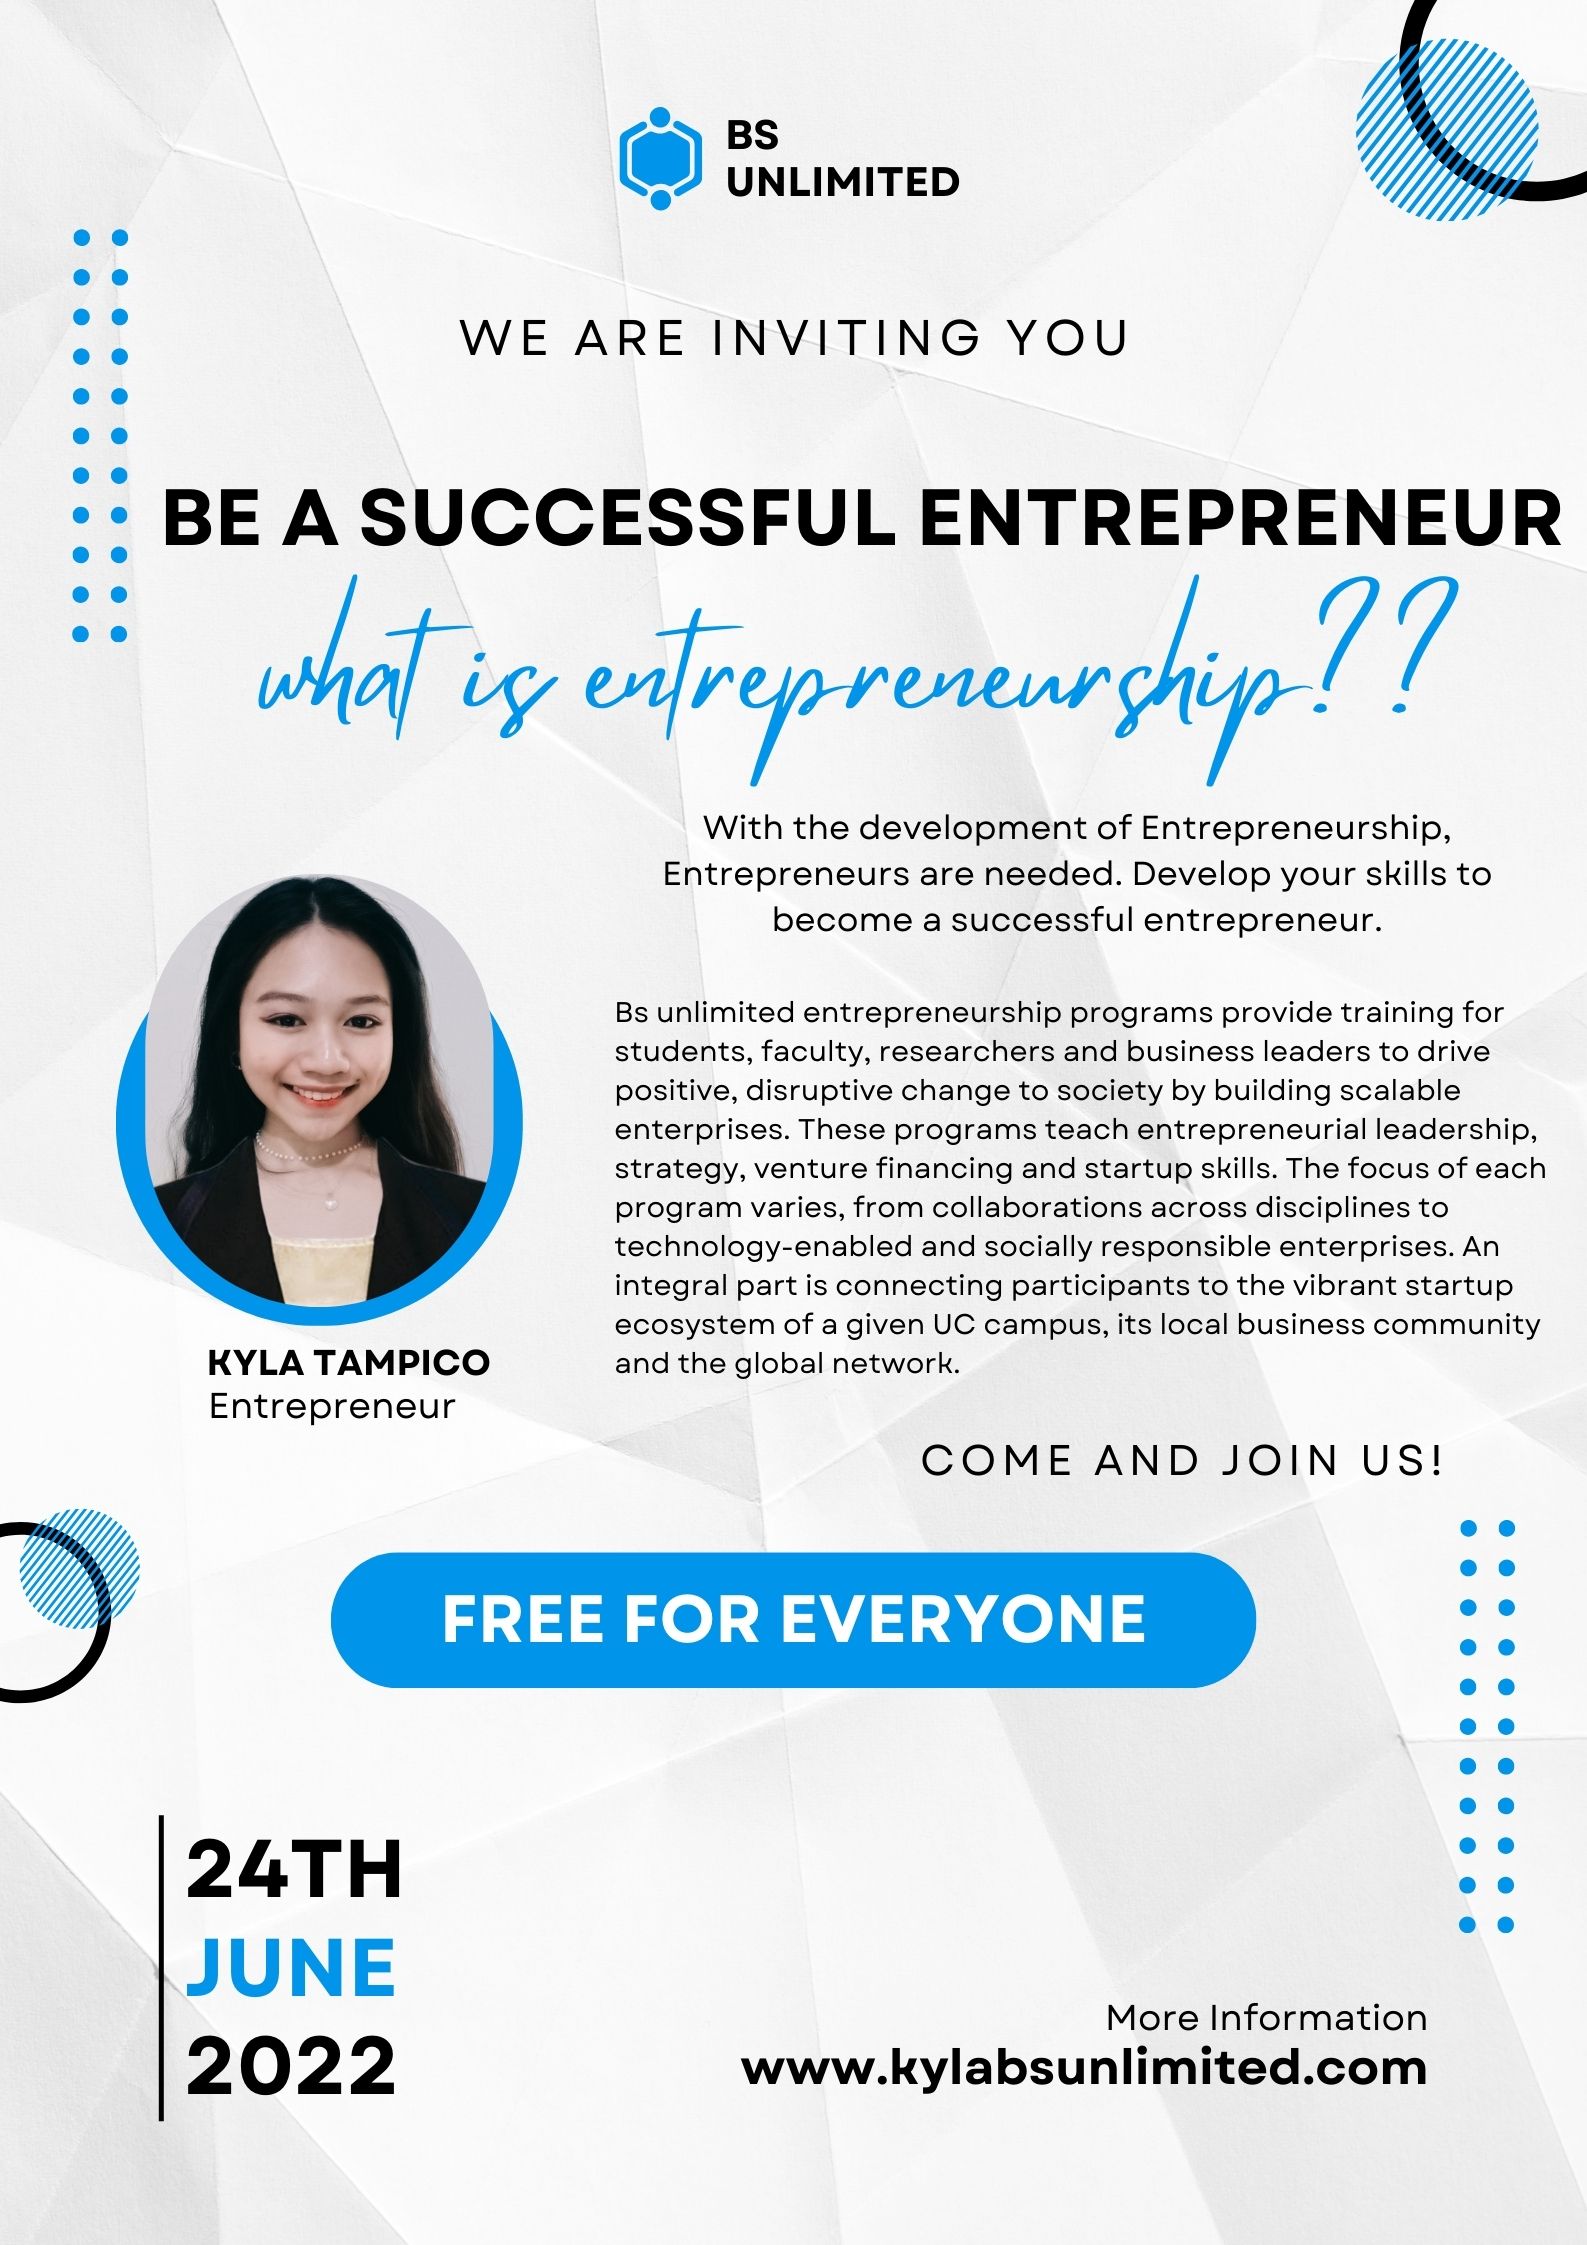 BS
UNLIMITED
WE ARE INVITING YOU
BE A SUCCESSFUL ENTREPRENEUR
what is entrepreneurship??
With the development of Entrepreneurship,
Entrepreneurs are needed. Develop your skills to
become a successful entrepreneur.
Bs unlimited entrepreneurship programs provide training for
students, faculty, researchers and business leaders to drive
positive, disruptive change to society by building scalable
enterprises. These programs teach entrepreneurial leadership,
strategy, venture financing and startup skills. The focus of each
program varies, from collaborations across disciplines to
technology-enabled and socially responsible enterprises. An
integral part is connecting participants to the vibrant startup
ecosystem of a given UC campus, its local business community
and the global network.
KYLA TAMPICO
Entrepreneur
COME AND JOIN US!
FREE FOR EVERYONE
24TH
JUNE
2022
More Information
www.kylabsunlimited.com